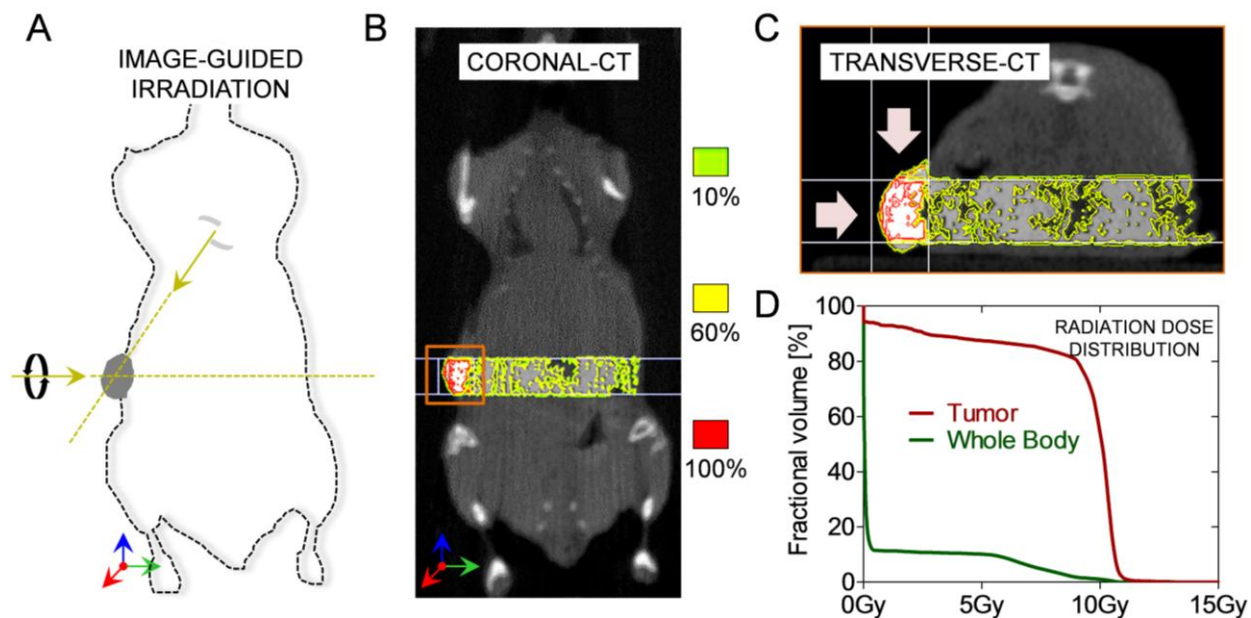 A
IMAGE-GUIDED
IRRADIATION
B
CORONAL-CT
10%
60%
100%
C
TRANSVERSE-CT
D
RADIATION DOSE
DISTRIBUTION
Fractional volume [%]
100
80
60
40
20
0
Tumor
Whole Body
0Gy
5Gy
10Gy
15Gy